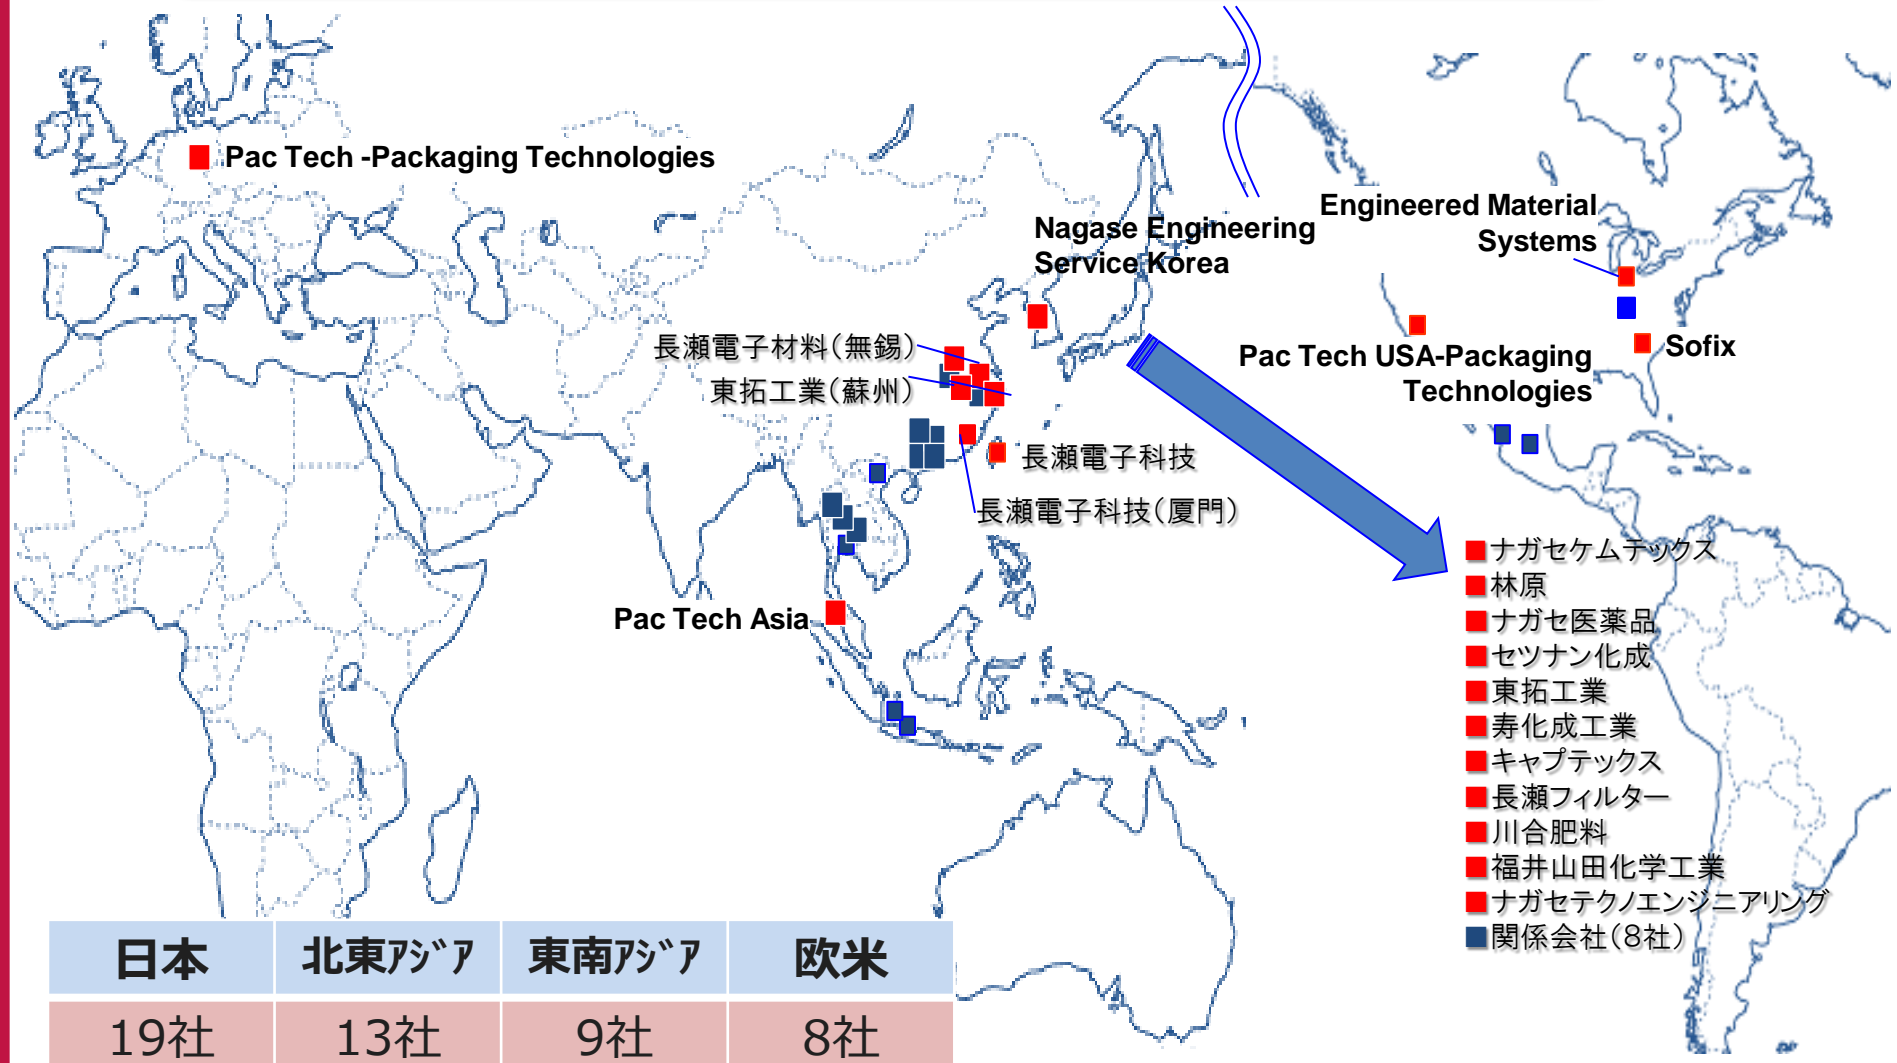 Pac Tech -Packaging Technologies
Nagase Engineering
Service Korea
Engineered Material
Systems
長瀬電子材料(無錫)
東拓工業(蘇州)
Pac Tech USA-Packaging
Technologies
Sofix
長瀬電子科技
長瀬電子科技(厦門)
Pac Tech Asia
■ナガセケムテックス
■林原
■ナガセ医薬品
■セツナン化成
■東拓工業
■寿化成工業
■キャプテックス
■長瀬フィルター
■川合肥料
■福井山田化学工業
■ナガセテクノエンジニアリング
■関係会社(8社)
日本 北東ｱｼﾞｱ 東南ｱｼﾞｱ 欧米
19社 13社 9社 8社